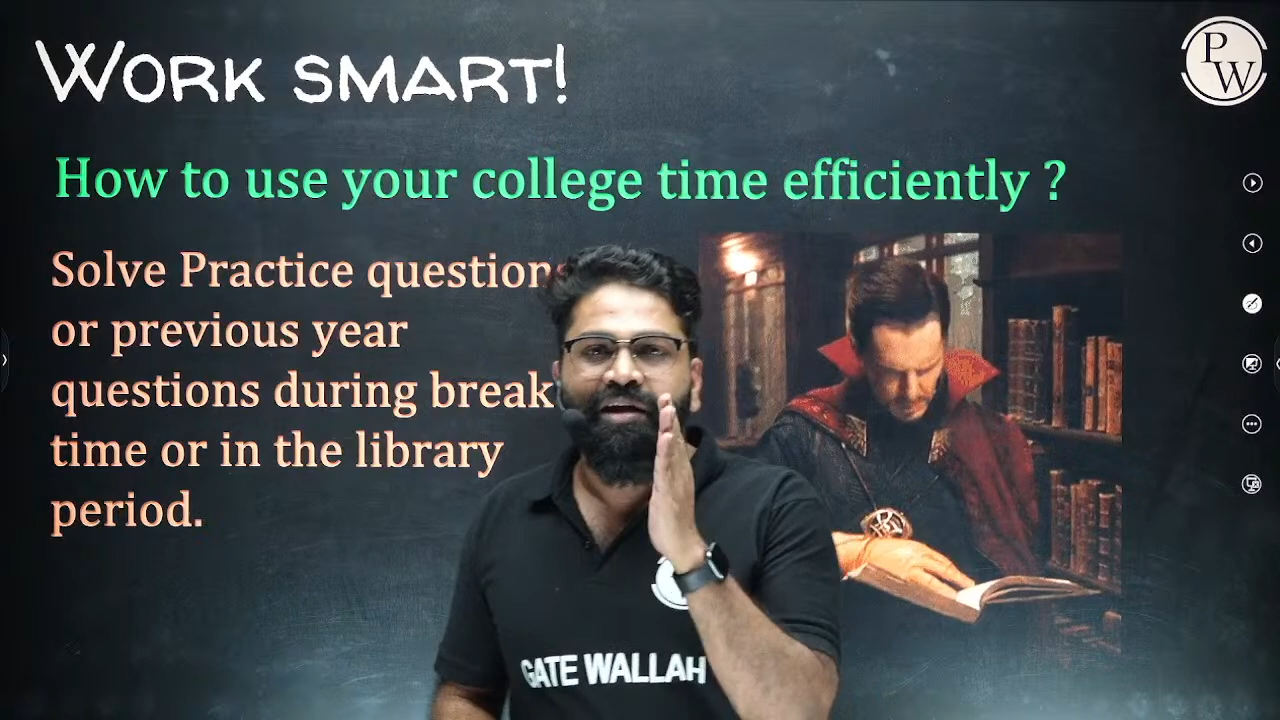 WORK SMART!
P
W
How to use your college time efficiently ?
Solve Practice questions
or previous year
questions during break
time or in the library
period.
GATE WALLAH